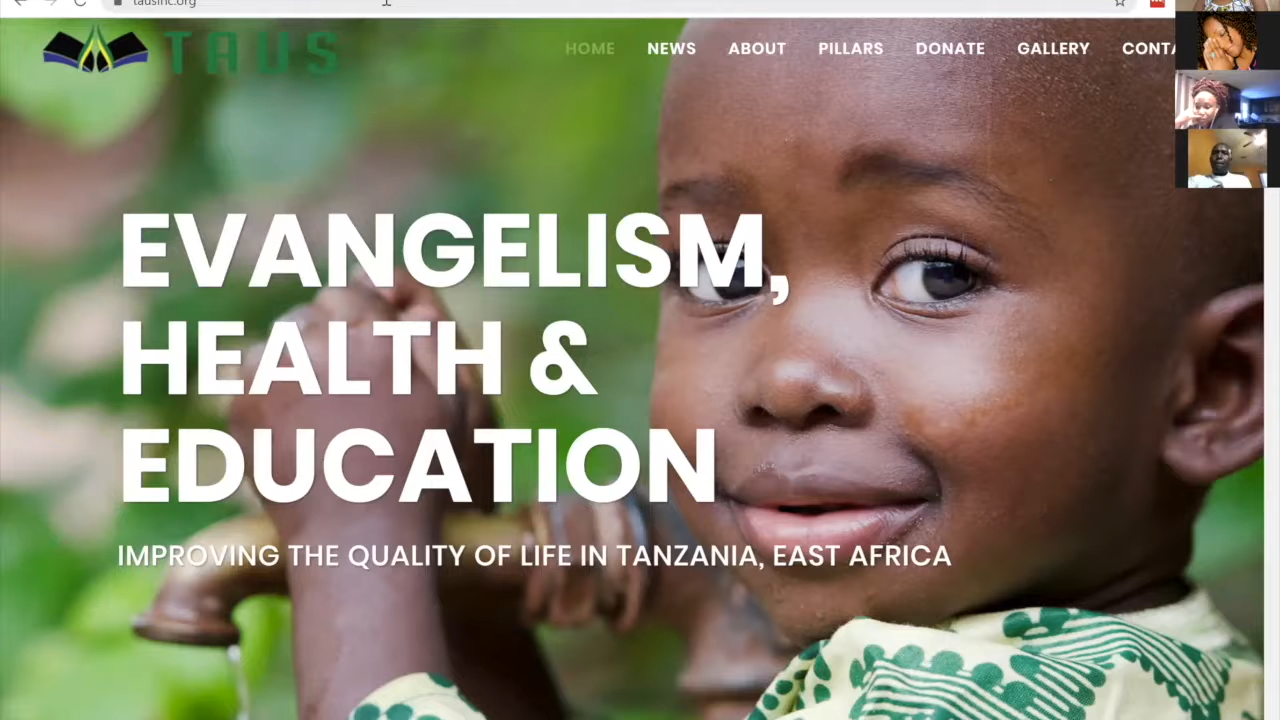 tausinc.org
TAUS
HOME NEWS ABOUT PILLARS DONATE GALLERY
EVANGELISM,
HEALTH &
EDUCATION
IMPROVING THE QUALITY OF LIFE IN TANZANIA, EAST AFRICA